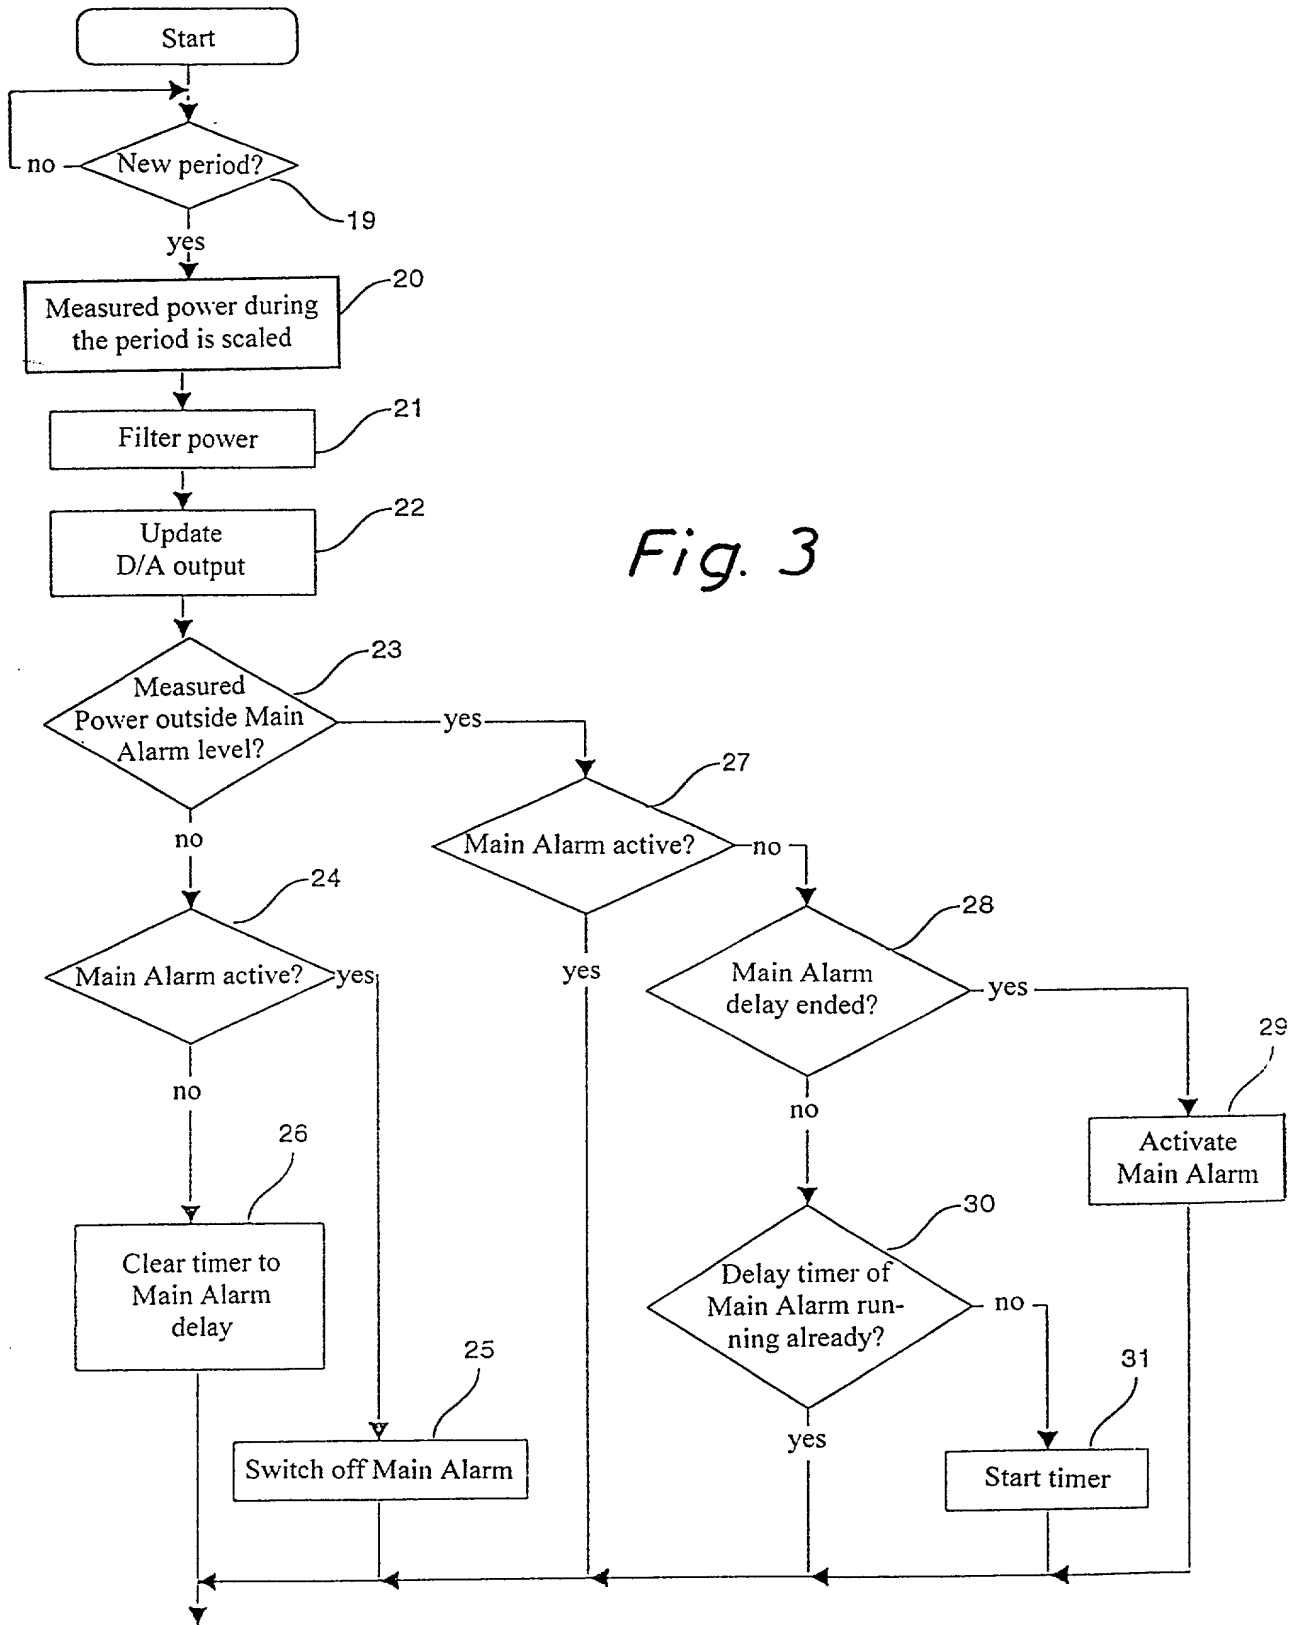 Start
New period?
no
19
yes
20
Measured power during
the period is scaled
21
Filter power
22
Update
D/A output
Fig. 3
23
Measured
Power outside Main
Alarm level?
yes
27
no
Main Alarm active?
no
24
28
Main Alarm active?
yes
yes
Main Alarm
delay ended?
yes
29
no
no
Activate
Main Alarm
26
30
Clear timer to
Main Alarm
delay
Delay timer of
Main Alarm run-
ning already?
no
25
31
yes
Switch off Main Alarm
Start timer